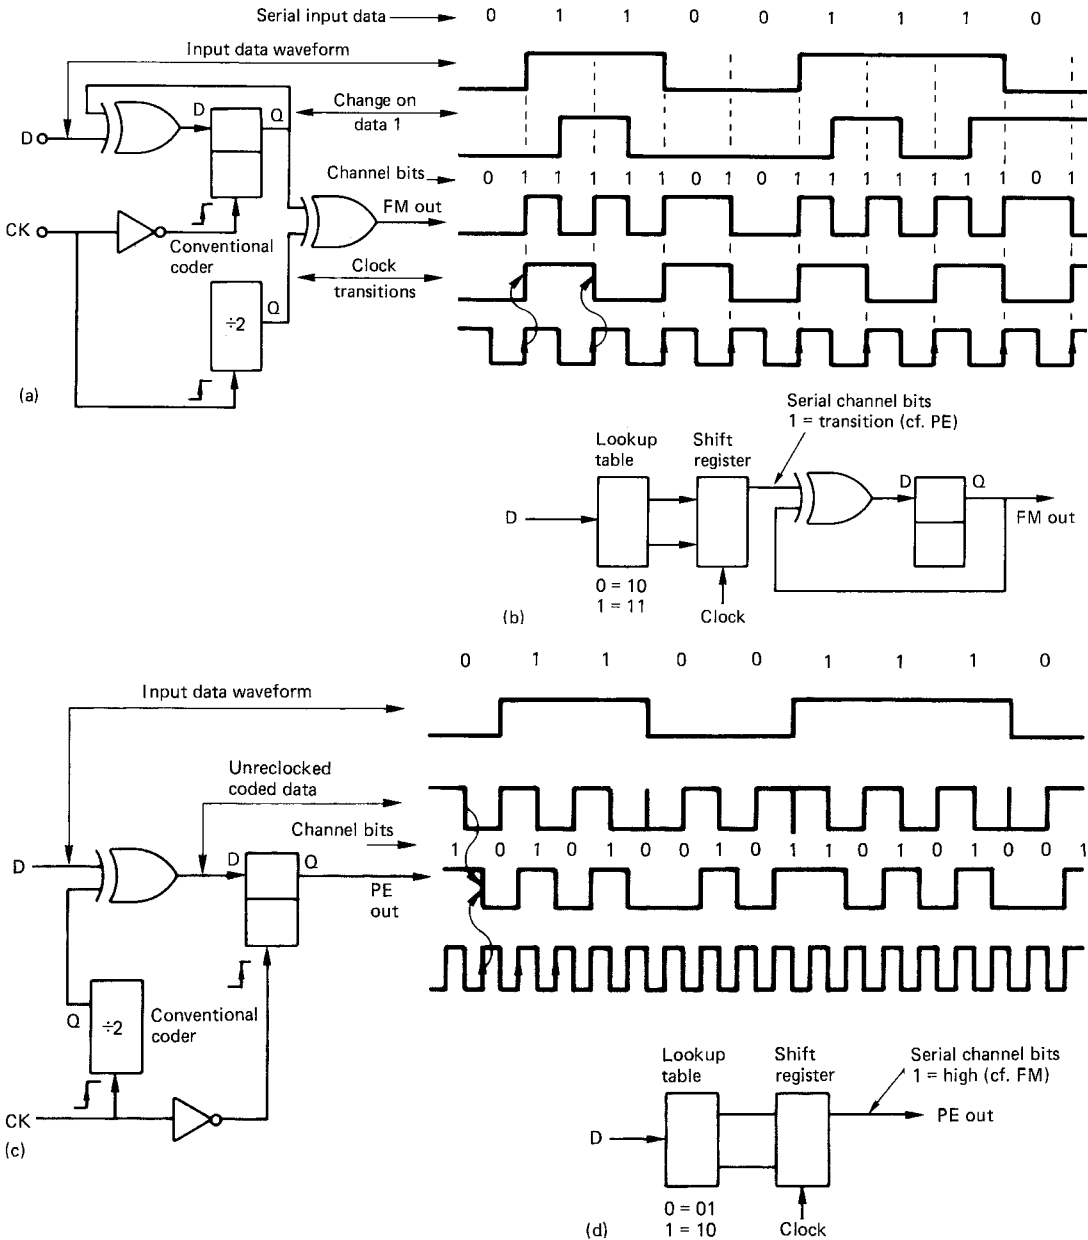 Serial input data 0 1 1 0 0 1 1 1 0
Input data waveform
Change on
data 1
D
D
Q
Channel bits 0 1 1 1 1 1 0 1 0 1 1 1 1 1 1 1 0 1
FM out
CK
Conventional
coder
Clock
transitions
Q
÷2
(a)
Serial channel bits
1 = transition (cf. PE)
Lookup
table
Shift
register
D
D
Q
FM out
0 = 10
1 = 11
Clock
(b)
0 1 1 0 0 1 1 1 0
Input data waveform
Unreclocked
coded data
Channel bits 1 0 1 0 1 0 0 1 0 1 1 0 1 0 1 0 0 1
D
D
Q
PE
out
Q
÷2
Conventional
coder
CK
(c)
Lookup
table
Shift
register
Serial channel bits
1 = high (cf. FM)
D
PE out
0 = 01
1 = 10
Clock
(d)